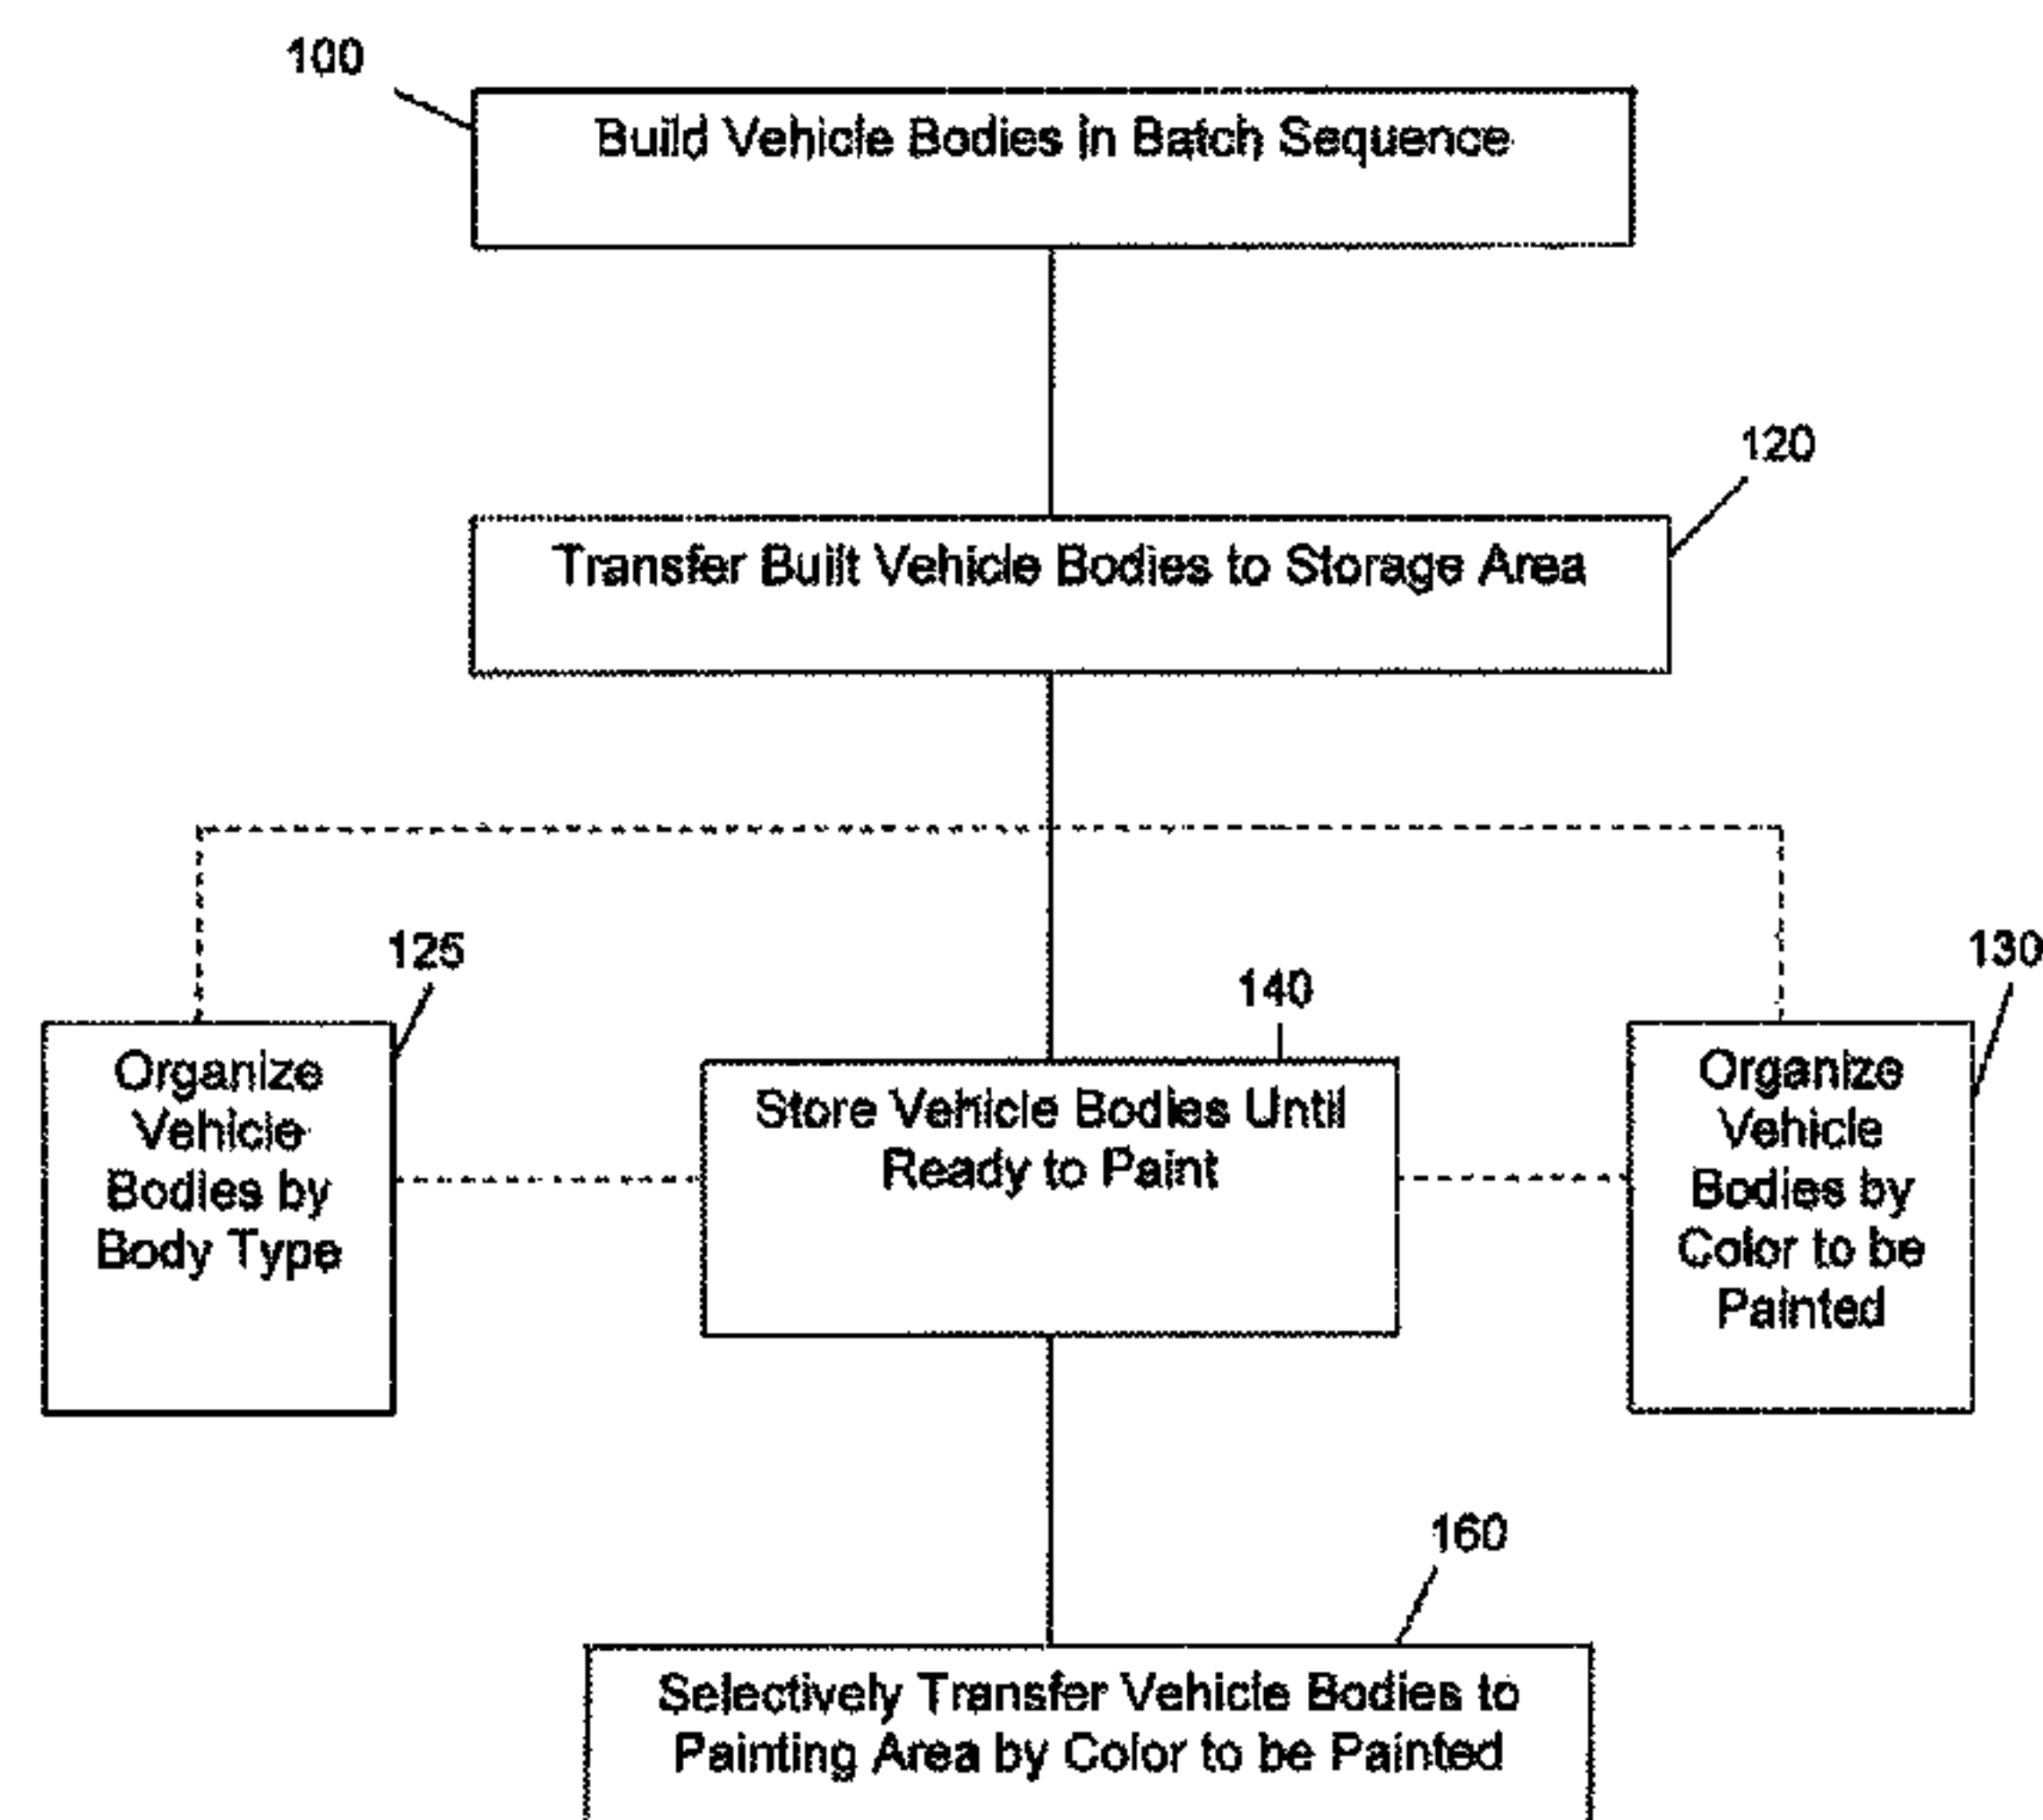 100
Build Vehicle Bodies in Batch Sequence
120
Transfer Built Vehicle Bodies to Storage Area
125
Organize
Vehicle
Bodies by
Body Type
140
Store Vehicle Bodies Until
Ready to Paint
130
Organize
Vehicle
Bodies by
Color to be
Painted
160
Selectively Transfer Vehicle Bodies to
Painting Area by Color to be Painted